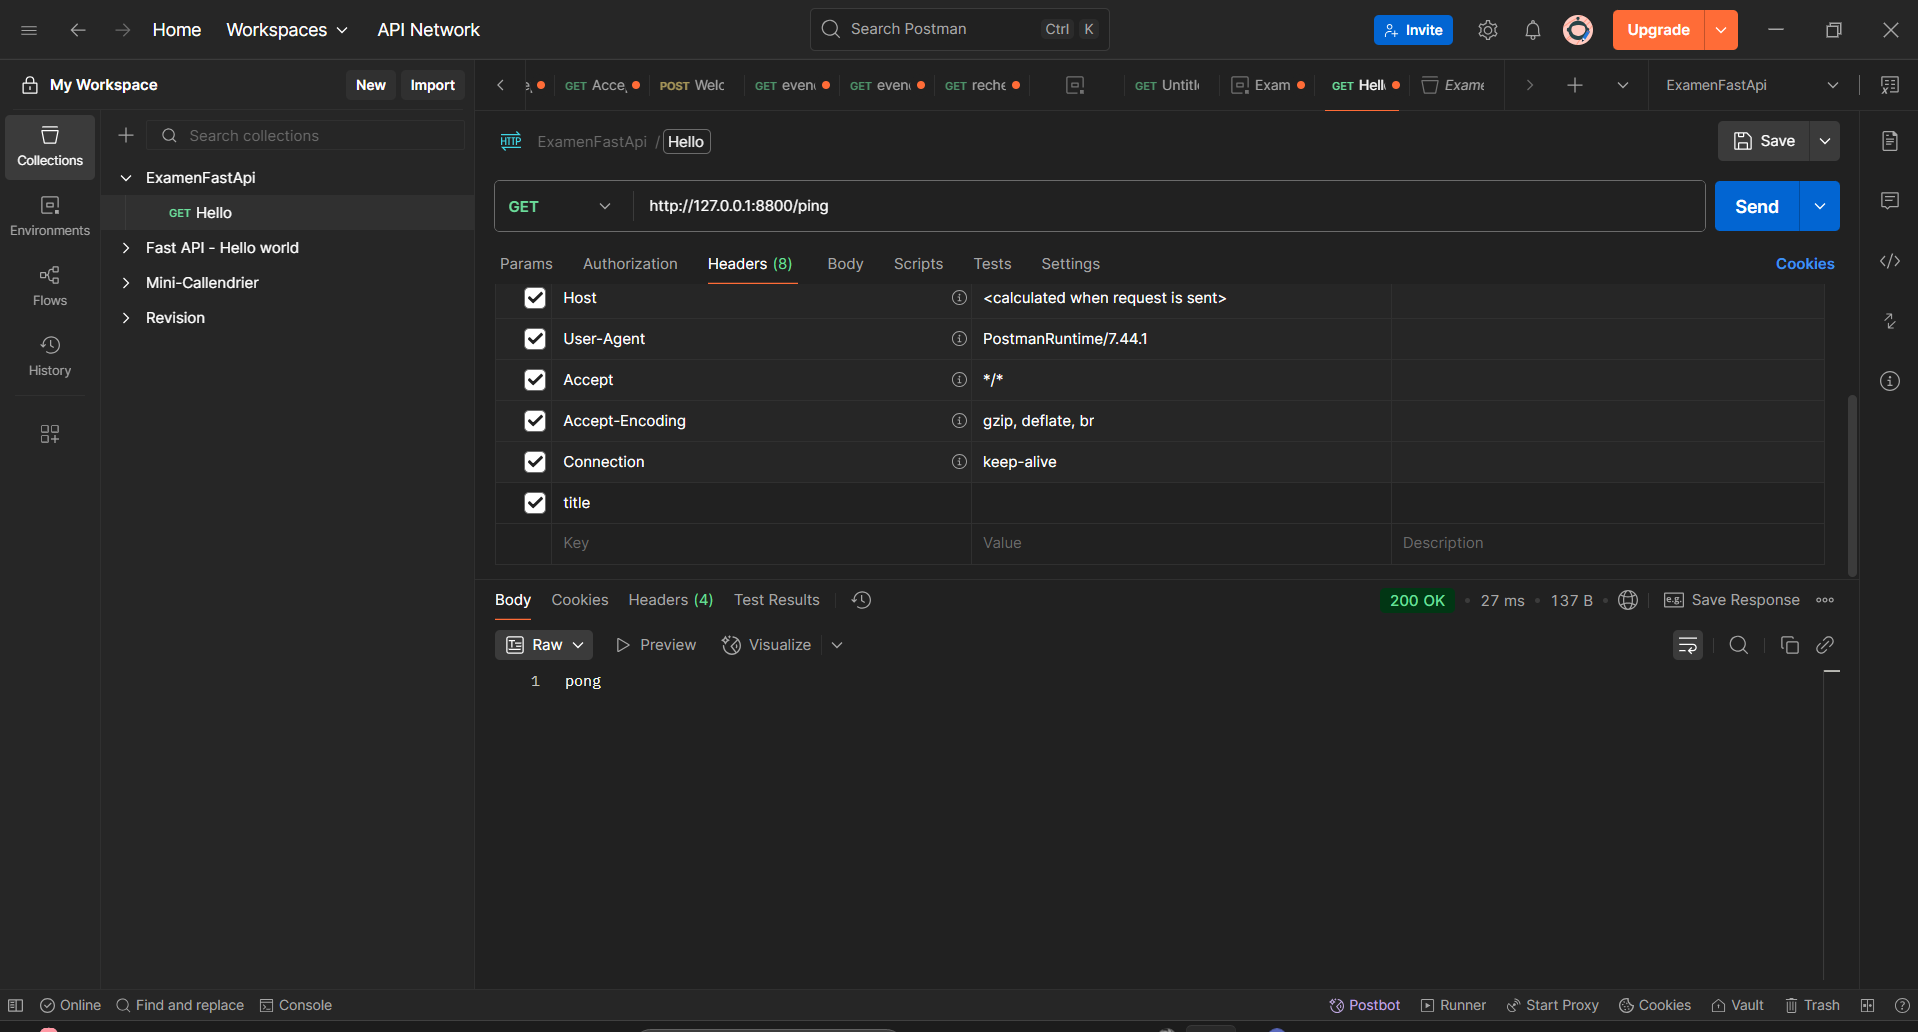 Home
Workspaces
API Network
Search Postman
Ctrl
K
Invite
Upgrade
My Workspace
New
Import
GET Acce
POST Welc
GET even
GET even
GET reche
GET Untitl
Exam
GET Hell
Exame
ExamenFastApi
Collections
Environments
Flows
History
Search collections
ExamenFastApi
GET Hello
Fast API - Hello world
Mini-Callendrier
Revision
HTTP
ExamenFastApi / Hello
Save
GET
http://127.0.0.1:8800/ping
Send
Params
Authorization
Headers (8)
Body
Scripts
Tests
Settings
Cookies
Host
<calculated when request is sent>
User-Agent
PostmanRuntime/7.44.1
Accept
*/*
Accept-Encoding
gzip, deflate, br
Connection
keep-alive
title
Key
Value
Description
Body
Cookies
Headers (4)
Test Results
200 OK
27 ms
137 B
e.g.
Save Response
Raw
Preview
Visualize
1
pong
Online
Find and replace
Console
Postbot
Runner
Start Proxy
Cookies
Vault
Trash